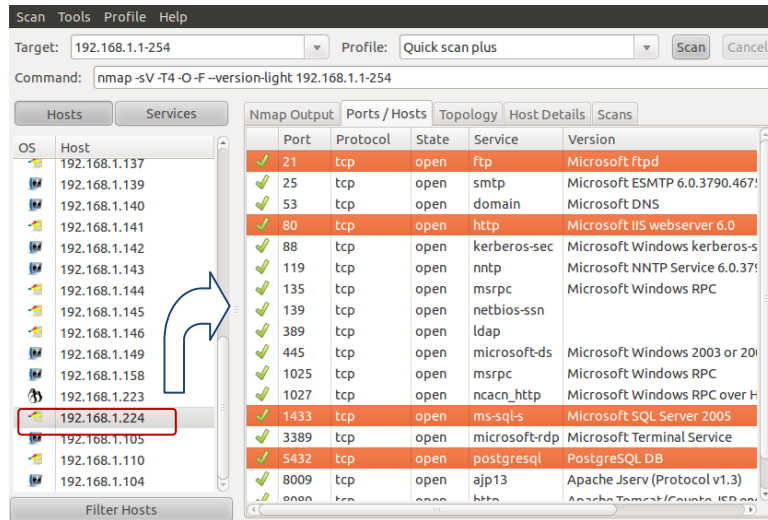 Scan Tools Profile Help
Target: 192.168.1.1-254 Profile: Quick scan plus Scan Cancel
Command: nmap -sV -T4 -O -F --version-light 192.168.1.1-254
Hosts Services
Nmap Output Ports / Hosts Topology Host Details Scans
OS Host
192.168.1.137
192.168.1.139
192.168.1.140
192.168.1.141
192.168.1.142
192.168.1.143
192.168.1.144
192.168.1.145
192.168.1.146
192.168.1.149
192.168.1.158
192.168.1.223
192.168.1.224
192.168.1.105
192.168.1.110
192.168.1.104
Filter Hosts
Port Protocol State Service Version
21 tcp open ftp Microsoft ftpd
25 tcp open smtp Microsoft ESMTP 6.0.3790.467
53 tcp open domain Microsoft DNS
80 tcp open http Microsoft IIS webserver 6.0
88 tcp open kerberos-sec Microsoft Windows kerberos-s
119 tcp open nntp Microsoft NNTP Service 6.0.379
135 tcp open msrpc Microsoft Windows RPC
139 tcp open netbios-ssn
389 tcp open ldap
445 tcp open microsoft-ds Microsoft Windows 2003 or 20
1025 tcp open msrpc Microsoft Windows RPC
1027 tcp open ncacn_http Microsoft Windows RPC over H
1433 tcp open ms-sql-s Microsoft SQL Server 2005
3389 tcp open microsoft-rdp Microsoft Terminal Service
5432 tcp open postgresql PostgreSQL DB
8009 tcp open ajp13 Apache Jserv (Protocol v1.3)
8080 tcp open http Apache Tomcat/Coyote JSP en